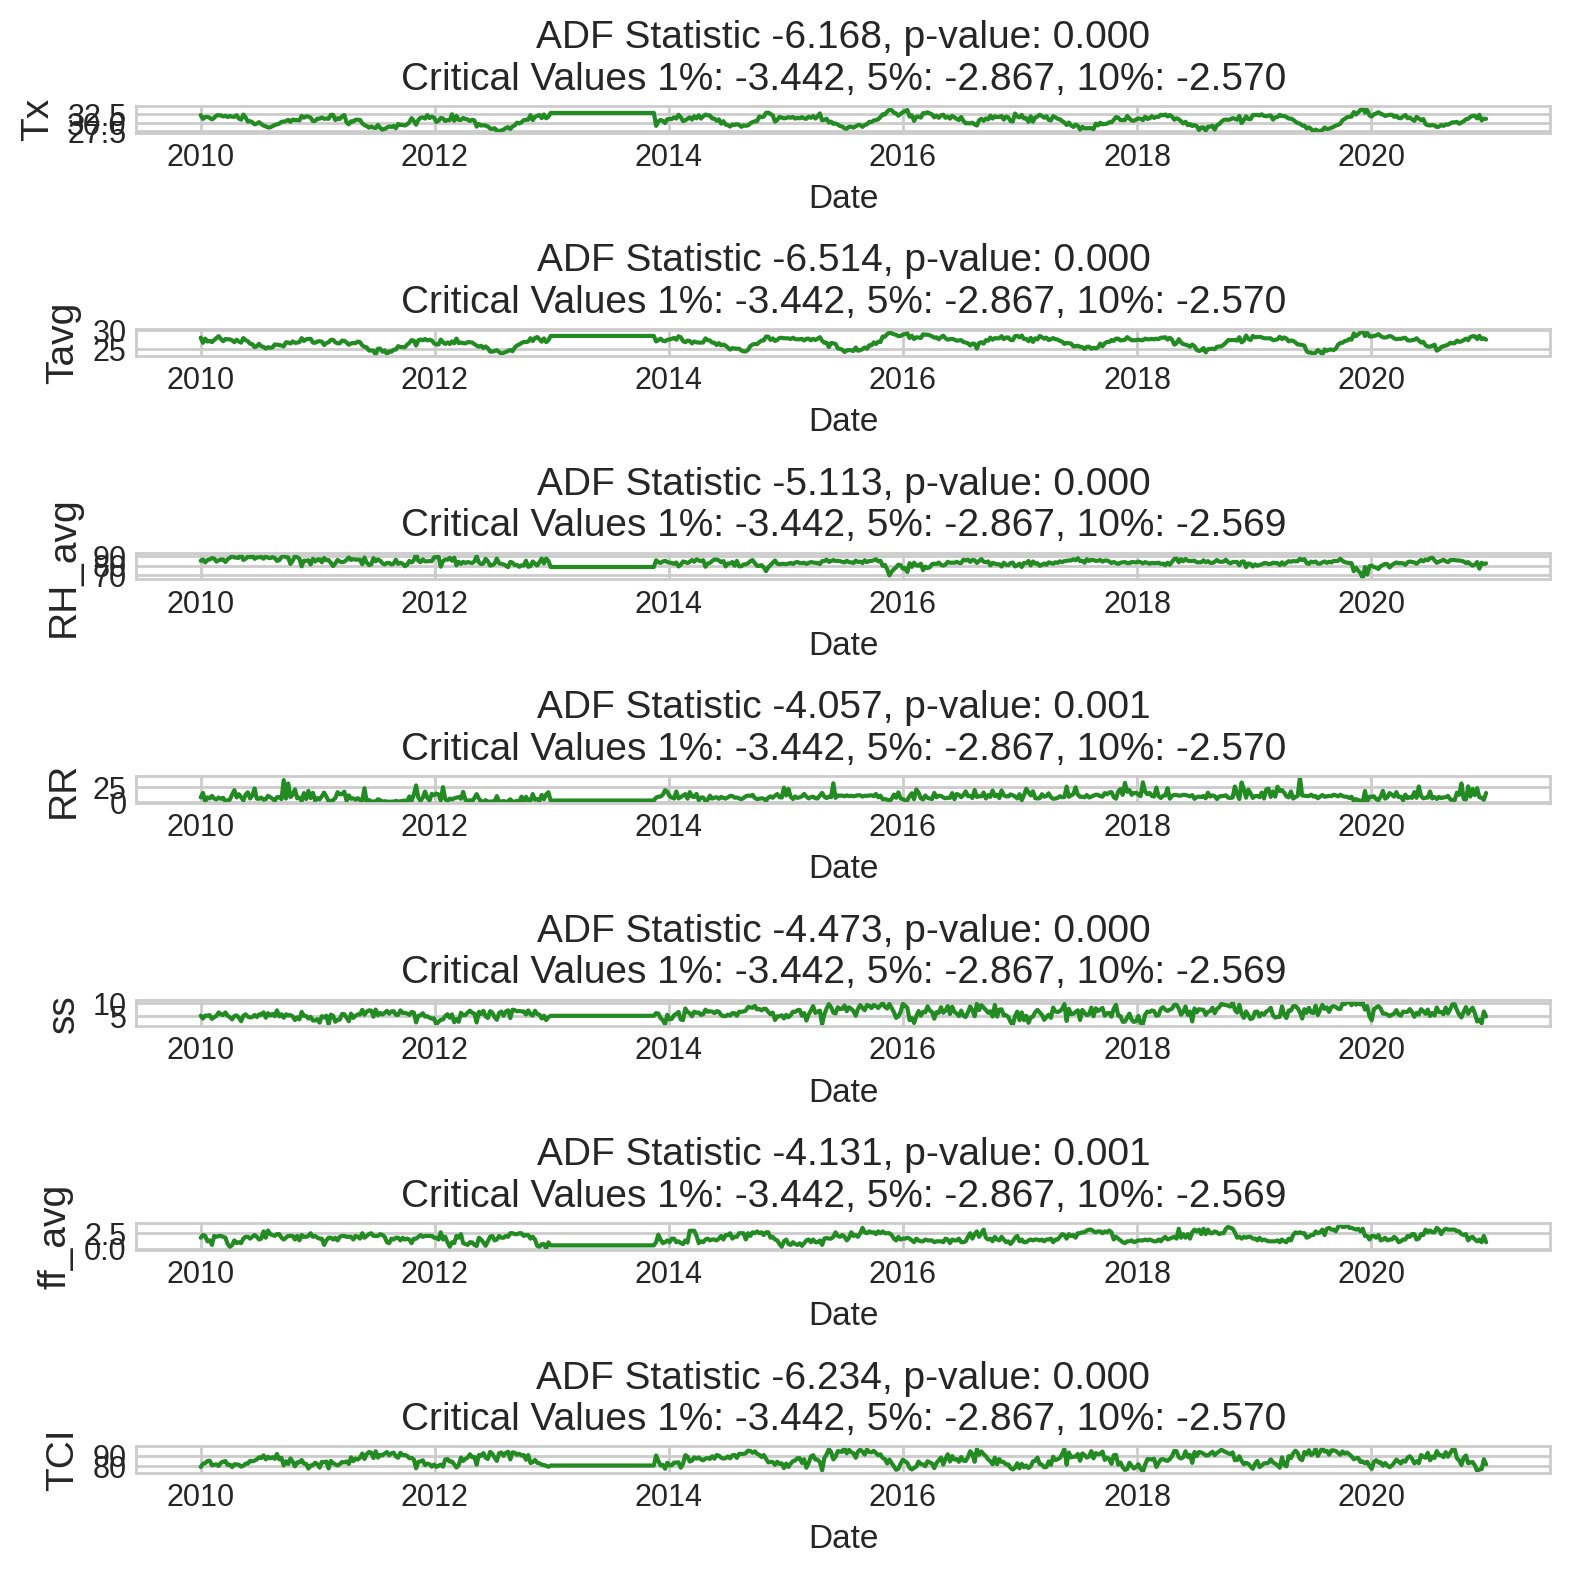 ADF Statistic -6.168, p-value: 0.000
Critical Values 1%: -3.442, 5%: -2.867, 10%: -2.570
Tx
32.5
30.0
27.5
2010 2012 2014 2016 2018 2020
Date
ADF Statistic -6.514, p-value: 0.000
Critical Values 1%: -3.442, 5%: -2.867, 10%: -2.570
Tavg
30
25
2010 2012 2014 2016 2018 2020
Date
ADF Statistic -5.113, p-value: 0.000
Critical Values 1%: -3.442, 5%: -2.867, 10%: -2.569
RH_avg
90
80
70
2010 2012 2014 2016 2018 2020
Date
ADF Statistic -4.057, p-value: 0.001
Critical Values 1%: -3.442, 5%: -2.867, 10%: -2.570
RR
25
0
2010 2012 2014 2016 2018 2020
Date
ADF Statistic -4.473, p-value: 0.000
Critical Values 1%: -3.442, 5%: -2.867, 10%: -2.569
ss
10
5
2010 2012 2014 2016 2018 2020
Date
ADF Statistic -4.131, p-value: 0.001
Critical Values 1%: -3.442, 5%: -2.867, 10%: -2.569
ff_avg
2.5
0.0
2010 2012 2014 2016 2018 2020
Date
ADF Statistic -6.234, p-value: 0.000
Critical Values 1%: -3.442, 5%: -2.867, 10%: -2.570
TCI
90
80
2010 2012 2014 2016 2018 2020
Date